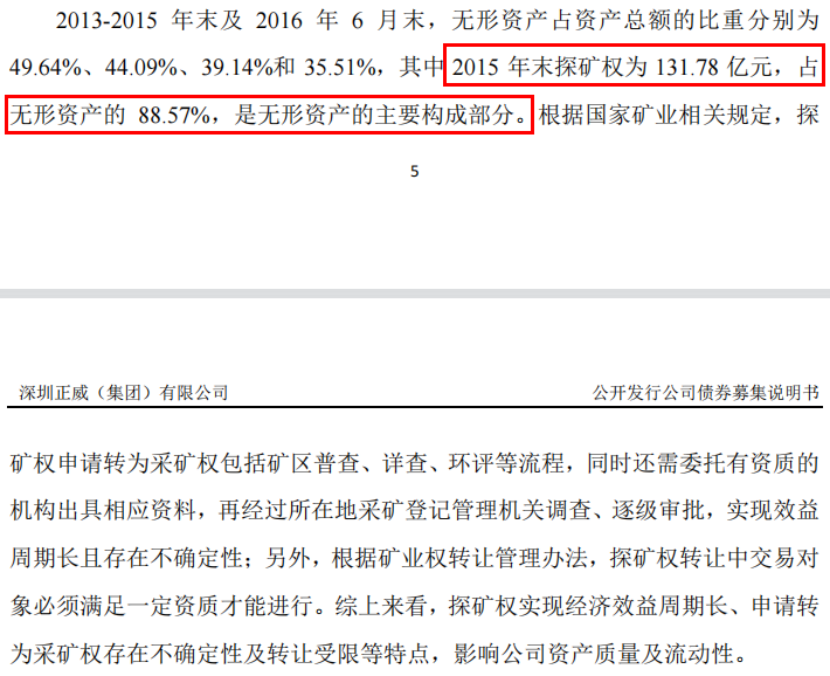 2013-2015 年末及 2016 年 6 月末，无形资产占资产总额的比重分别为
49.64%、44.09%、39.14%和 35.51%，其中 2015 年末探矿权为 131.78 亿元，占
无形资产的 88.57%，是无形资产的主要构成部分。根据国家矿业相关规定，探
5
深圳正威（集团）有限公司 公开发行公司债券募集说明书
矿权申请转为采矿权包括矿区普查、详查、环评等流程，同时还需委托有资质的
机构出具相应资料，再经过所在地采矿登记管理机关调查、逐级审批，实现效益
周期长且存在不确定性；另外，根据矿业权转让管理办法，探矿权转让中交易对
象必须满足一定资质才能进行。综上来看，探矿权实现经济效益周期长、申请转
为采矿权存在不确定性及转让受限等特点，影响公司资产质量及流动性。